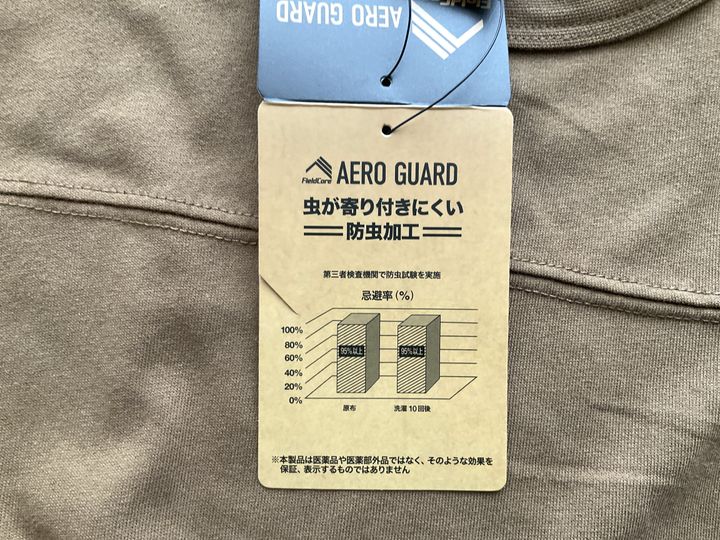 FieldCore
AERO GUARD
FieldCore
AERO GUARD
虫が寄り付きにくい
防虫加工
第三者検査機関で防虫試験を実施
忌避率(%)
100%
80%
60%
40%
20%
0%
95%以上
95%以上
原布
洗濯10回後
※本製品は医薬品や医薬部外品ではなく、そのような効果を
保証、表示するものではありません